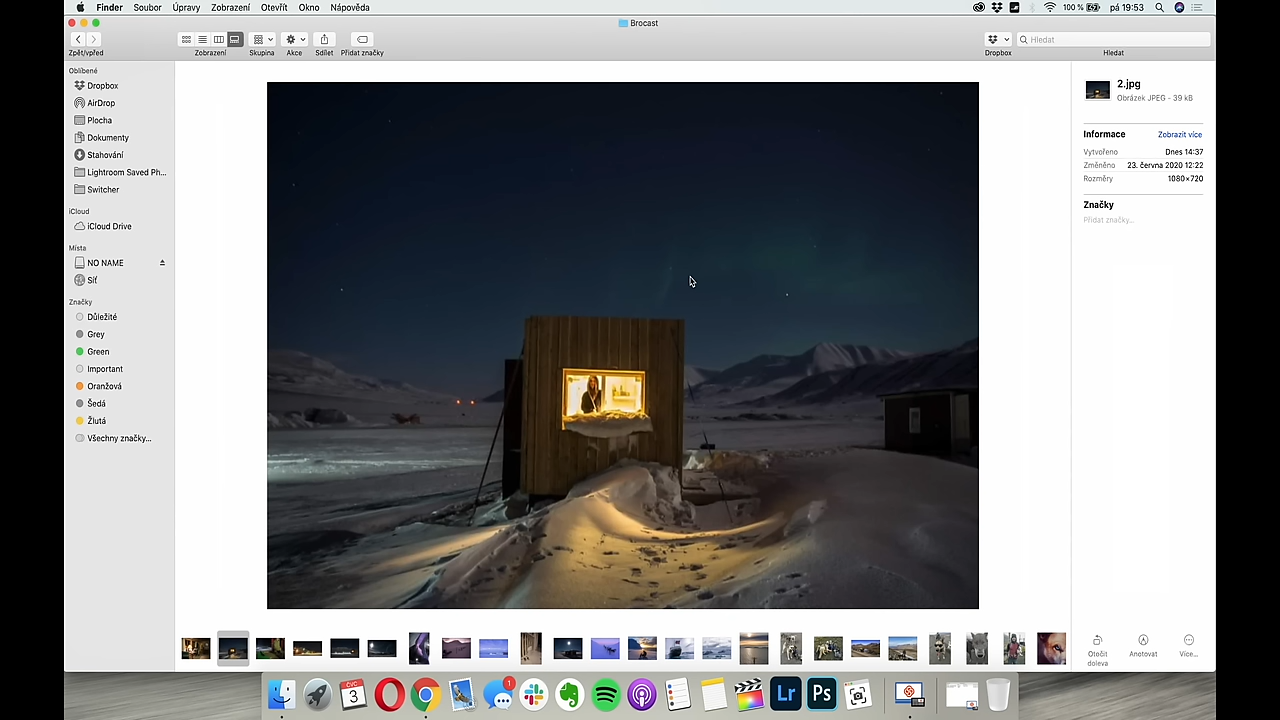 Finder Soubor Úpravy Zobrazení Otevřít Okno Nápověda 100 % pá 19:53
Brocast
Hledat
Zpět/vpřed Zobrazení Skupina Akce Sdílet Přidat značky Dropbox Hledat
Oblíbené
Dropbox
AirDrop
Plocha
Dokumenty
Stahování
Lightroom Saved Ph...
Switcher
iCloud
iCloud Drive
Místa
NO NAME
Síť
Značky
Důležité
Grey
Green
Important
Oranžová
Šedá
Žlutá
Všechny značky...
2.jpg
Obrázek JPEG - 39 kB
Informace Zobrazit více
Vytvořeno Dnes 14:37
Změněno 23. června 2020 12:22
Rozměry 1080×720
Značky
Přidat značky...
Otočit doleva
Anotovat
Více...
ČVC
3
1
Lr
Ps